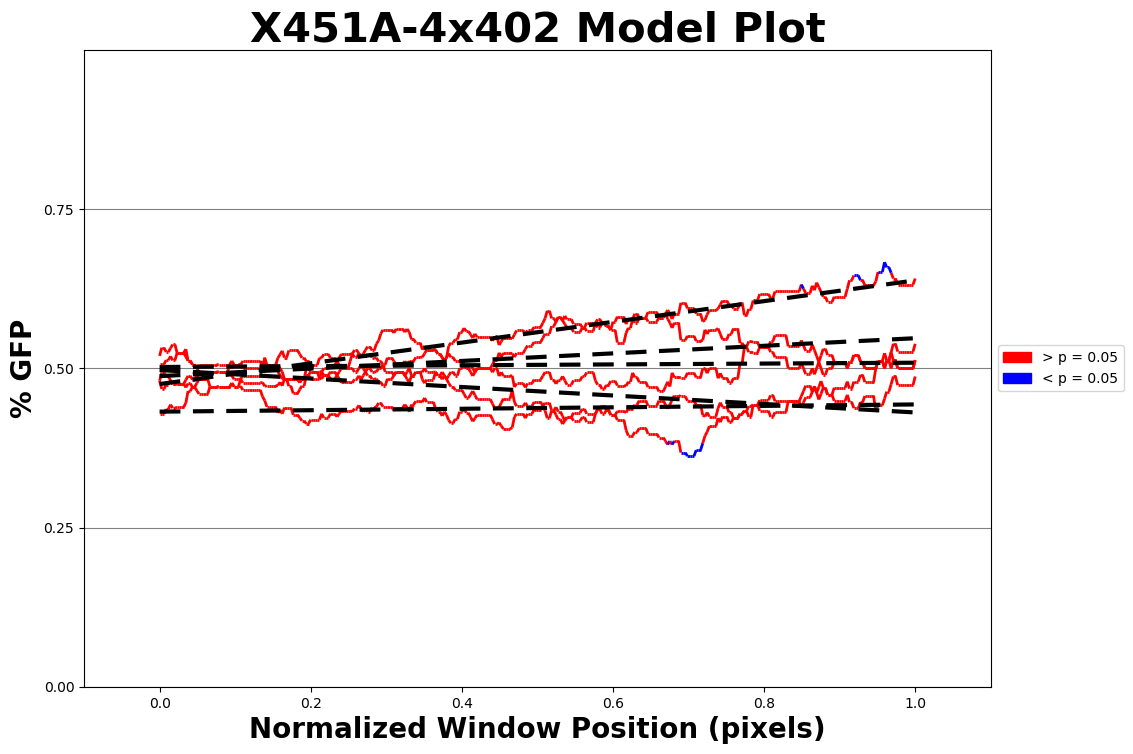 X451A-4x402 Model Plot
% GFP
0.75
0.50
0.25
0.00
0.0 0.2 0.4 0.6 0.8 1.0
Normalized Window Position (pixels)
> p = 0.05
< p = 0.05